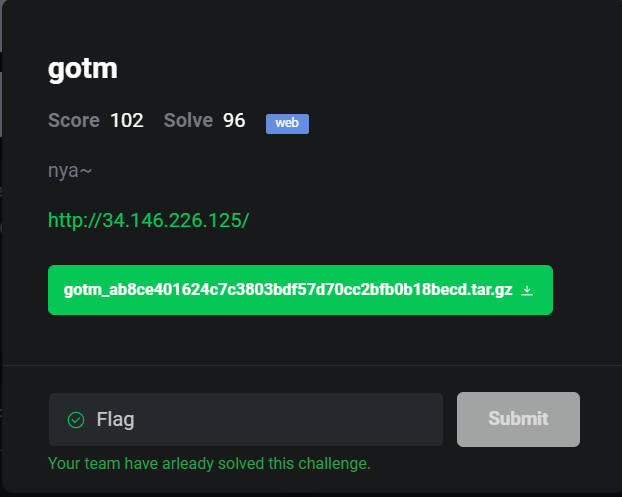 gotm
Score 102 Solve 96 web
nya~
http://34.146.226.125/
gotm_ab8ce401624c7c3803bdf57d70cc2bfb0b18becd.tar.gz
Flag
Submit
Your team have arleady solved this challenge.